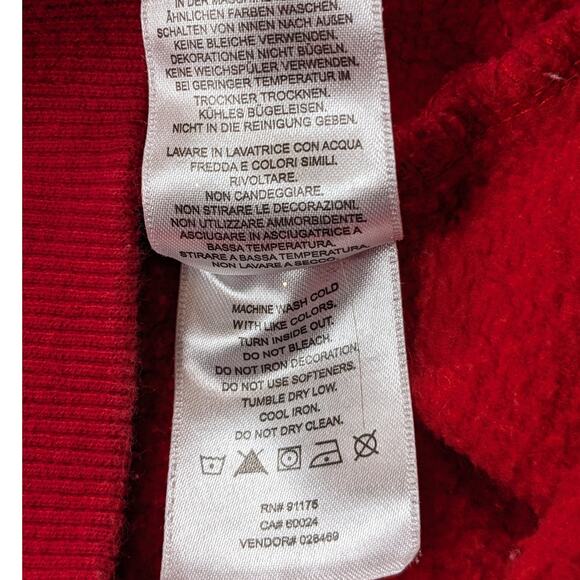 IN DER MASCHINE
ÄHNLICHEN FARBEN WASCHEN.
SCHALTEN VON INNEN NACH AUßEN
KEINE BLEICHE VERWENDEN.
DEKORATIONEN NICHT BÜGELN.
KEINE WEICHSPÜLER VERWENDEN.
BEI GERINGER TEMPERATUR IM
TROCKNER TROCKNEN.
KÜHLES BÜGELEISEN.
NICHT IN DIE REINIGUNG GEBEN.
LAVARE IN LAVATRICE CON ACQUA
FREDDA E COLORI SIMILI.
RIVOLTARE.
NON CANDEGGIARE.
NON STIRARE LE DECORAZIONI.
NON UTILIZZARE AMMORBIDENTE.
ASCIUGARE IN ASCIUGATRICE A
BASSA TEMPERATURA.
STIRARE A BASSA TEMPERATURA.
NON LAVARE A SECCO.
MACHINE WASH COLD
WITH LIKE COLORS.
TURN INSIDE OUT.
DO NOT BLEACH.
DO NOT IRON DECORATION.
DO NOT USE SOFTENERS.
TUMBLE DRY LOW.
COOL IRON.
DO NOT DRY CLEAN.
RN# 91175
CA# 60024
VENDOR# 026469